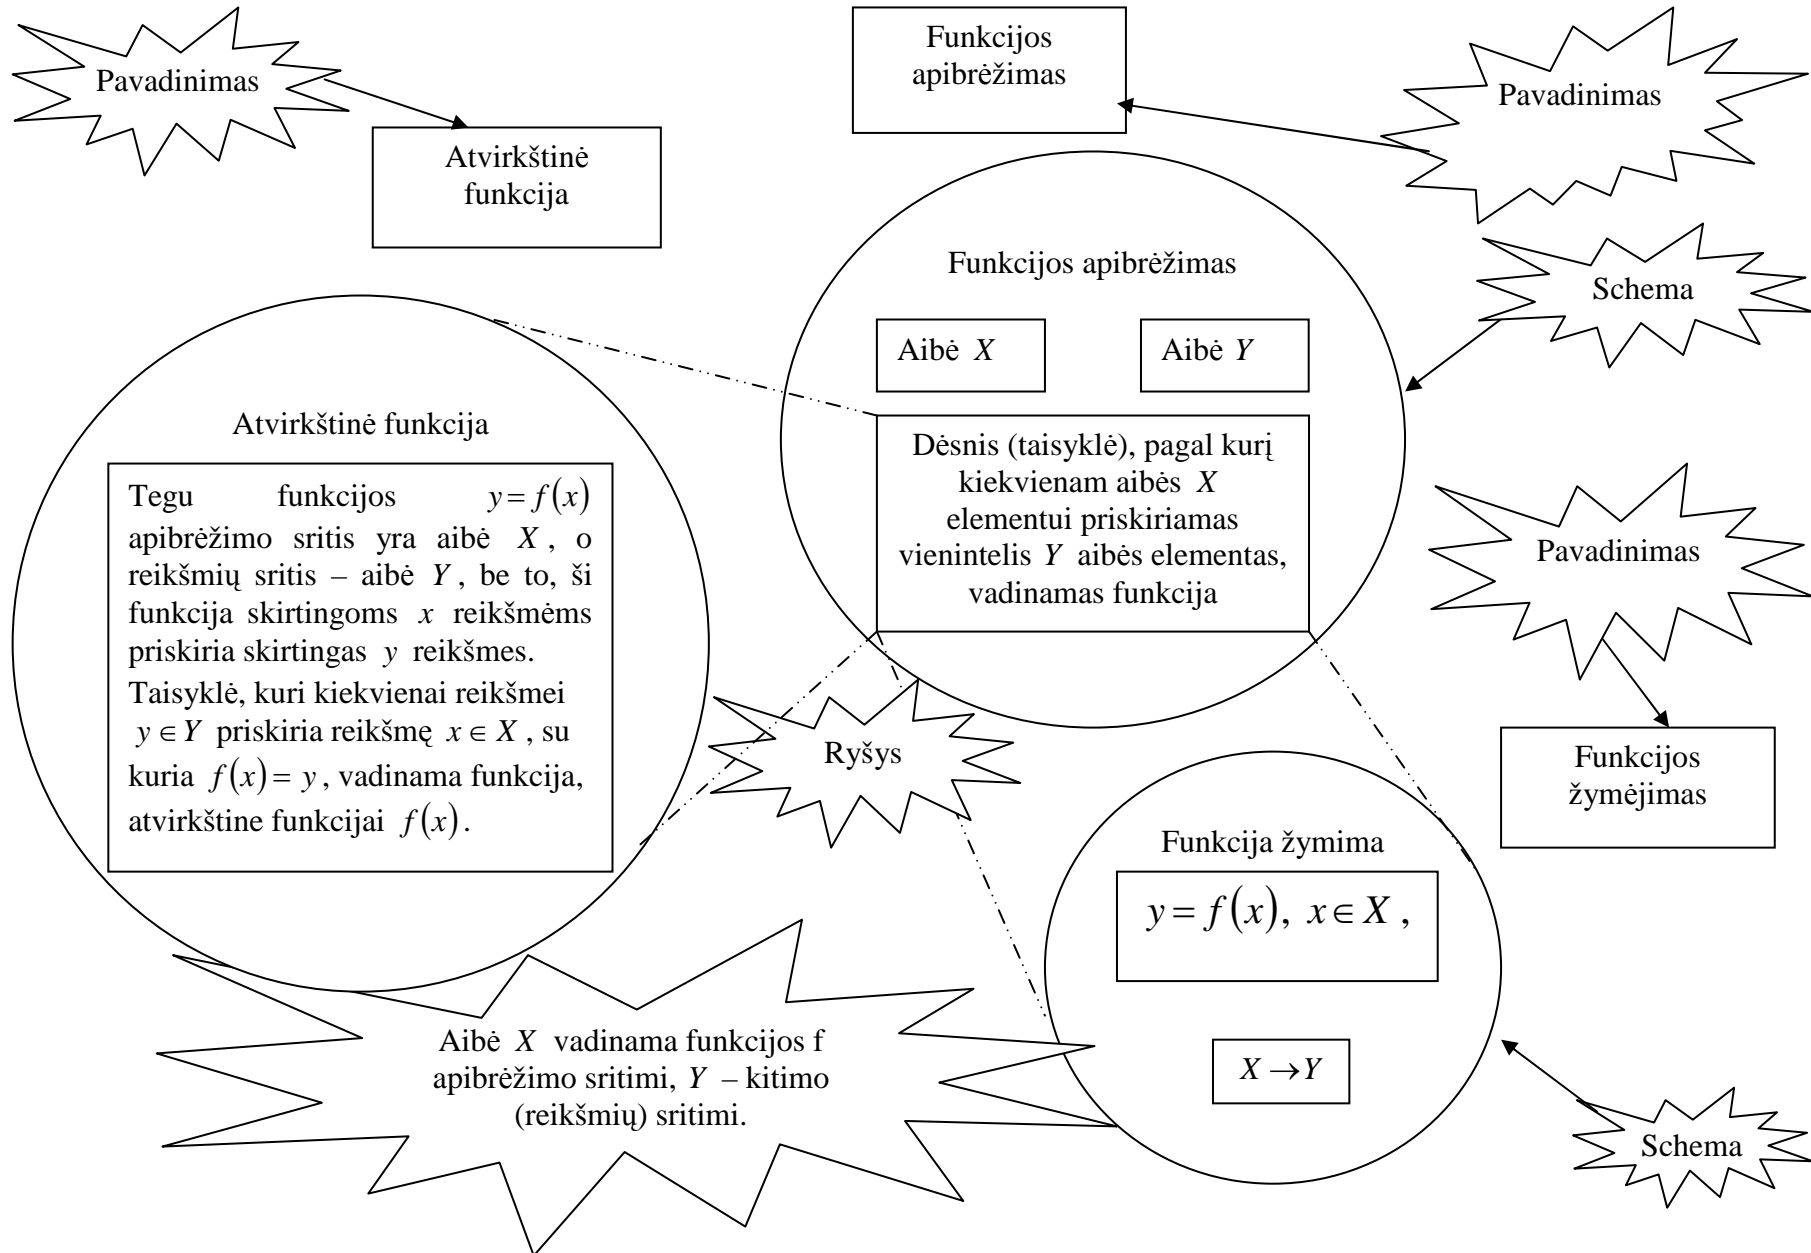 Pavadinimas
Atvirkštinė
funkcija
Funkcijos
apibrėžimas
Pavadinimas
Funkcijos apibrėžimas
Schema
Aibė X
Aibė Y
Dėsnis (taisyklė), pagal kurį
kiekvienam aibės X
elementui priskiriamas
vienintelis Y aibės elementas,
vadinamas funkcija
Atvirkštinė funkcija
Tegu funkcijos y = f(x)
apibrėžimo sritis yra aibė X , o
reikšmių sritis – aibė Y , be to, ši
funkcija skirtingoms x reikšmėms
priskiria skirtingas y reikšmes.
Taisyklė, kuri kiekvienai reikšmei
y ∈ Y priskiria reikšmę x ∈ X , su
kuria f(x) = y , vadinama funkcija,
atvirkštine funkcijai f(x).
Pavadinimas
Funkcijos
žymėjimas
Ryšys
Funkcija žymima
y = f(x), x ∈ X ,
X → Y
Schema
Aibė X vadinama funkcijos f
apibrėžimo sritimi, Y – kitimo
(reikšmių) sritimi.